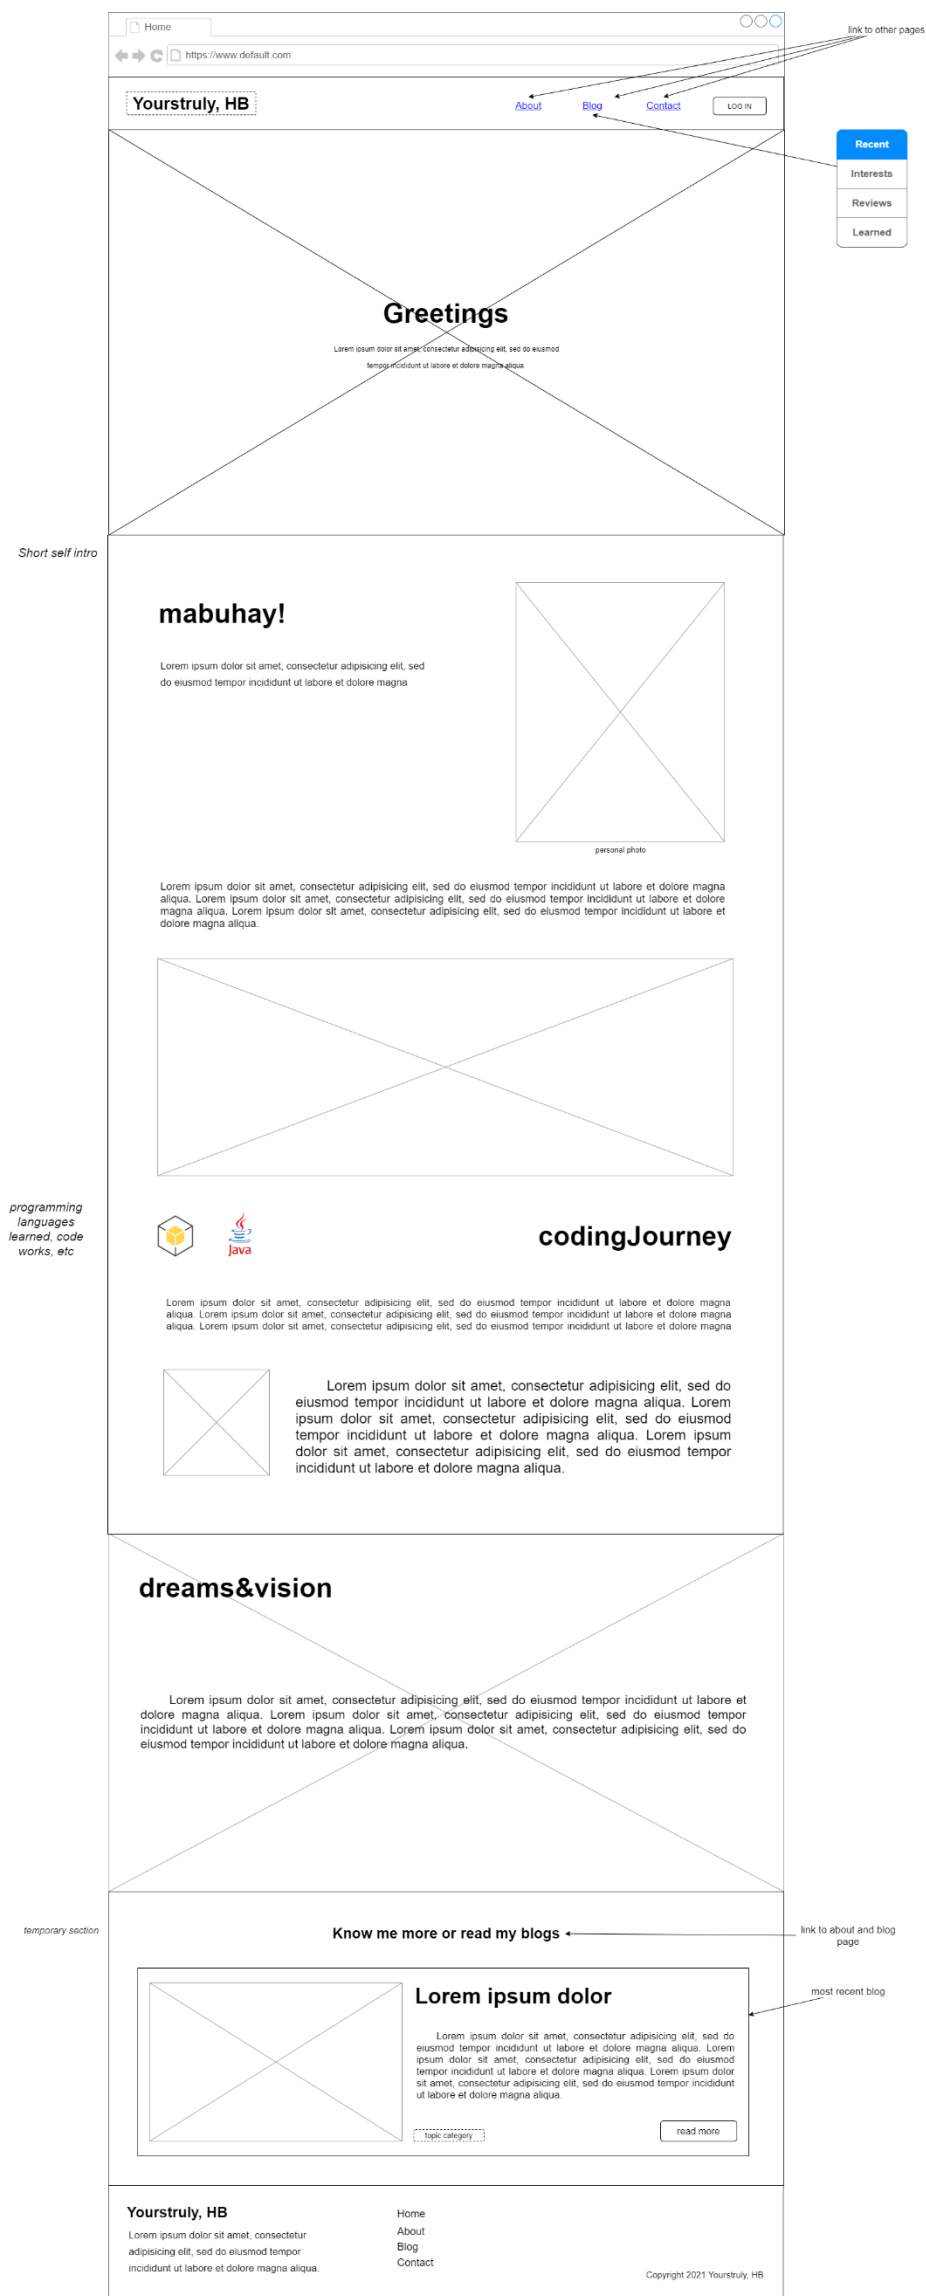 Home
link to other pages
https://www.default.com
Yourstruly, HB
About
Blog
Contact
LOG IN
Recent
Interests
Reviews
Learned
Greetings
Lorem ipsum dolor sit amet, consectetur adipisicing elit, sed do eiusmod
tempor incididunt ut labore et dolore magna aliqua.
Short self intro
mabuhay!
Lorem ipsum dolor sit amet, consectetur adipisicing elit, sed
do eiusmod tempor incididunt ut labore et dolore magna
personal photo
Lorem ipsum dolor sit amet, consectetur adipisicing elit, sed do eiusmod tempor incididunt ut labore et dolore magna
aliqua. Lorem ipsum dolor sit amet, consectetur adipisicing elit, sed do eiusmod tempor incididunt ut labore et dolore
magna aliqua. Lorem ipsum dolor sit amet, consectetur adipisicing elit, sed do eiusmod tempor incididunt ut labore et
dolore magna aliqua.
programming
languages
learned, code
works, etc
Java
codingJourney
Lorem ipsum dolor sit amet, consectetur adipisicing elit, sed do eiusmod tempor incididunt ut labore et dolore magna
aliqua. Lorem ipsum dolor sit amet, consectetur adipisicing elit, sed do eiusmod tempor incididunt ut labore et dolore magna
aliqua. Lorem ipsum dolor sit amet, consectetur adipisicing elit, sed do eiusmod tempor incididunt ut labore et dolore magna
Lorem ipsum dolor sit amet, consectetur adipisicing elit, sed do
eiusmod tempor incididunt ut labore et dolore magna aliqua. Lorem
ipsum dolor sit amet, consectetur adipisicing elit, sed do eiusmod
tempor incididunt ut labore et dolore magna aliqua. Lorem ipsum
dolor sit amet, consectetur adipisicing elit, sed do eiusmod tempor
incididunt ut labore et dolore magna aliqua.
dreams&vision
Lorem ipsum dolor sit amet, consectetur adipisicing elit, sed do eiusmod tempor incididunt ut labore et
dolore magna aliqua. Lorem ipsum dolor sit amet, consectetur adipisicing elit, sed do eiusmod tempor
incididunt ut labore et dolore magna aliqua. Lorem ipsum dolor sit amet, consectetur adipisicing elit, sed do
eiusmod tempor incididunt ut labore et dolore magna aliqua.
temporary section
Know me more or read my blogs
link to about and blog
page
most recent blog
Lorem ipsum dolor
Lorem ipsum dolor sit amet, consectetur adipisicing elit, sed do
eiusmod tempor incididunt ut labore et dolore magna aliqua. Lorem
ipsum dolor sit amet, consectetur adipisicing elit, sed do eiusmod
tempor incididunt ut labore et dolore magna aliqua. Lorem ipsum dolor
sit amet, consectetur adipisicing elit, sed do eiusmod tempor incididunt
ut labore et dolore magna aliqua.
topic category
read more
Yourstruly, HB
Lorem ipsum dolor sit amet, consectetur
adipisicing elit, sed do eiusmod tempor
incididunt ut labore et dolore magna aliqua.
Home
About
Blog
Contact
Copyright 2021 Yourstruly, HB